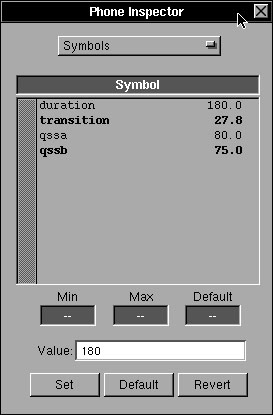 Phone Inspector
Symbols
Symbol
duration 180.0
transition 27.8
qssa 80.0
qssb 75.0
Min Max Default
-- -- --
Value: 180
Set Default Revert